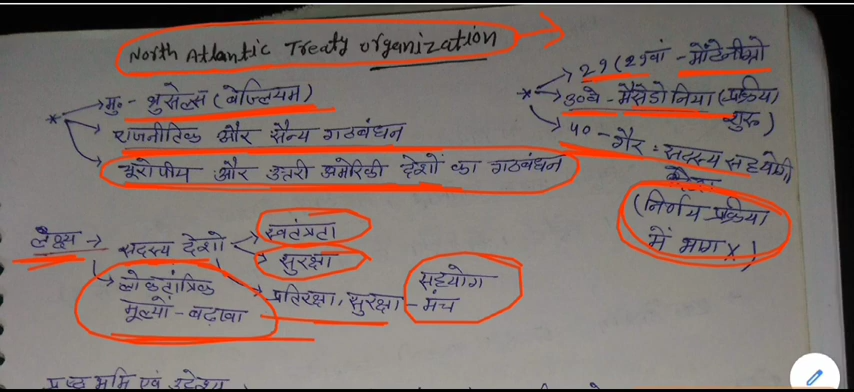 North Atlantic Treaty Organization
* → मु. - ब्रुसेल्स (बेल्जियम)
→ राजनीतिक और सैन्य गठबंधन
→ यूरोपीय और उत्तरी अमेरिकी देशों का गठबंधन
* → 29 (29वां - मोंटेनीग्रो
→ 30वे - मैसेडोनिया (प्रक्रिया
शुरू)
→ 40 - गैर - सदस्य सहयोगी
(निर्णय प्रक्रिया
में भाग X)
लक्ष्य → सदस्य देशो
स्वतंत्रता
सुरक्षा
→ लोकतांत्रिक
मूल्यों - बढ़ावा
→ प्रतिरक्षा, सुरक्षा - सहयोग
मंच
पृष्ठभूमि एवं उद्देश्य